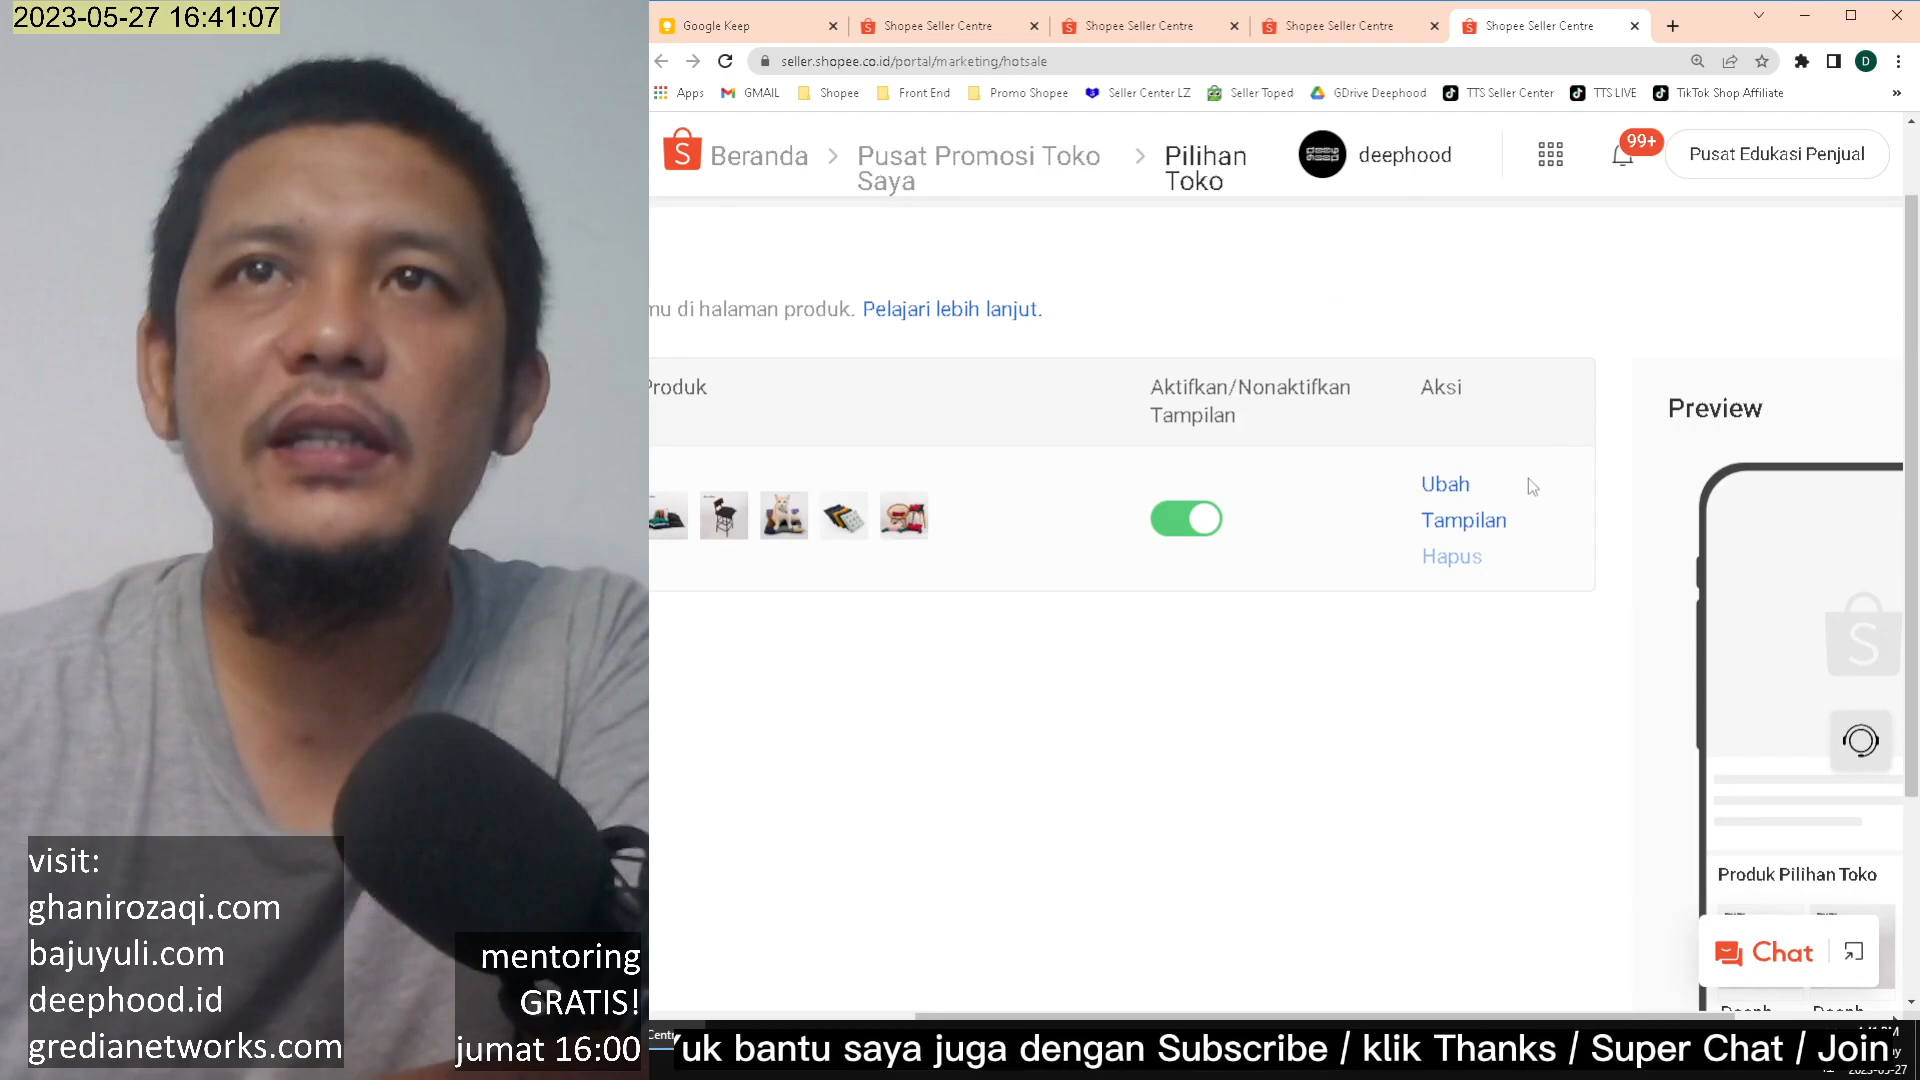 2023-05-27 16:41:07
Google Keep
Shopee Seller Centre
Shopee Seller Centre
Shopee Seller Centre
Shopee Seller Centre
seller.shopee.co.id/portal/marketing/hotsale
D
Apps
GMAIL
Shopee
Front End
Promo Shopee
Seller Center LZ
Seller Toped
GDrive Deephood
TTS Seller Center
TTS LIVE
TikTok Shop Affiliate
Beranda
Pusat Promosi Toko
Saya
Pilihan
Toko
deephood
99+
Pusat Edukasi Penjual
mu di halaman produk. Pelajari lebih lanjut.
Produk
Aktifkan/Nonaktifkan
Tampilan
Aksi
Preview
Ubah
Tampilan
Hapus
Produk Pilihan Toko
Chat
visit:
ghanirozaqi.com
bajuyuli.com
deephood.id
gredianetworks.com
mentoring
GRATIS!
jumat 16:00
Yuk bantu saya juga dengan Subscribe / klik Thanks / Super Chat / Join
2023-05-27